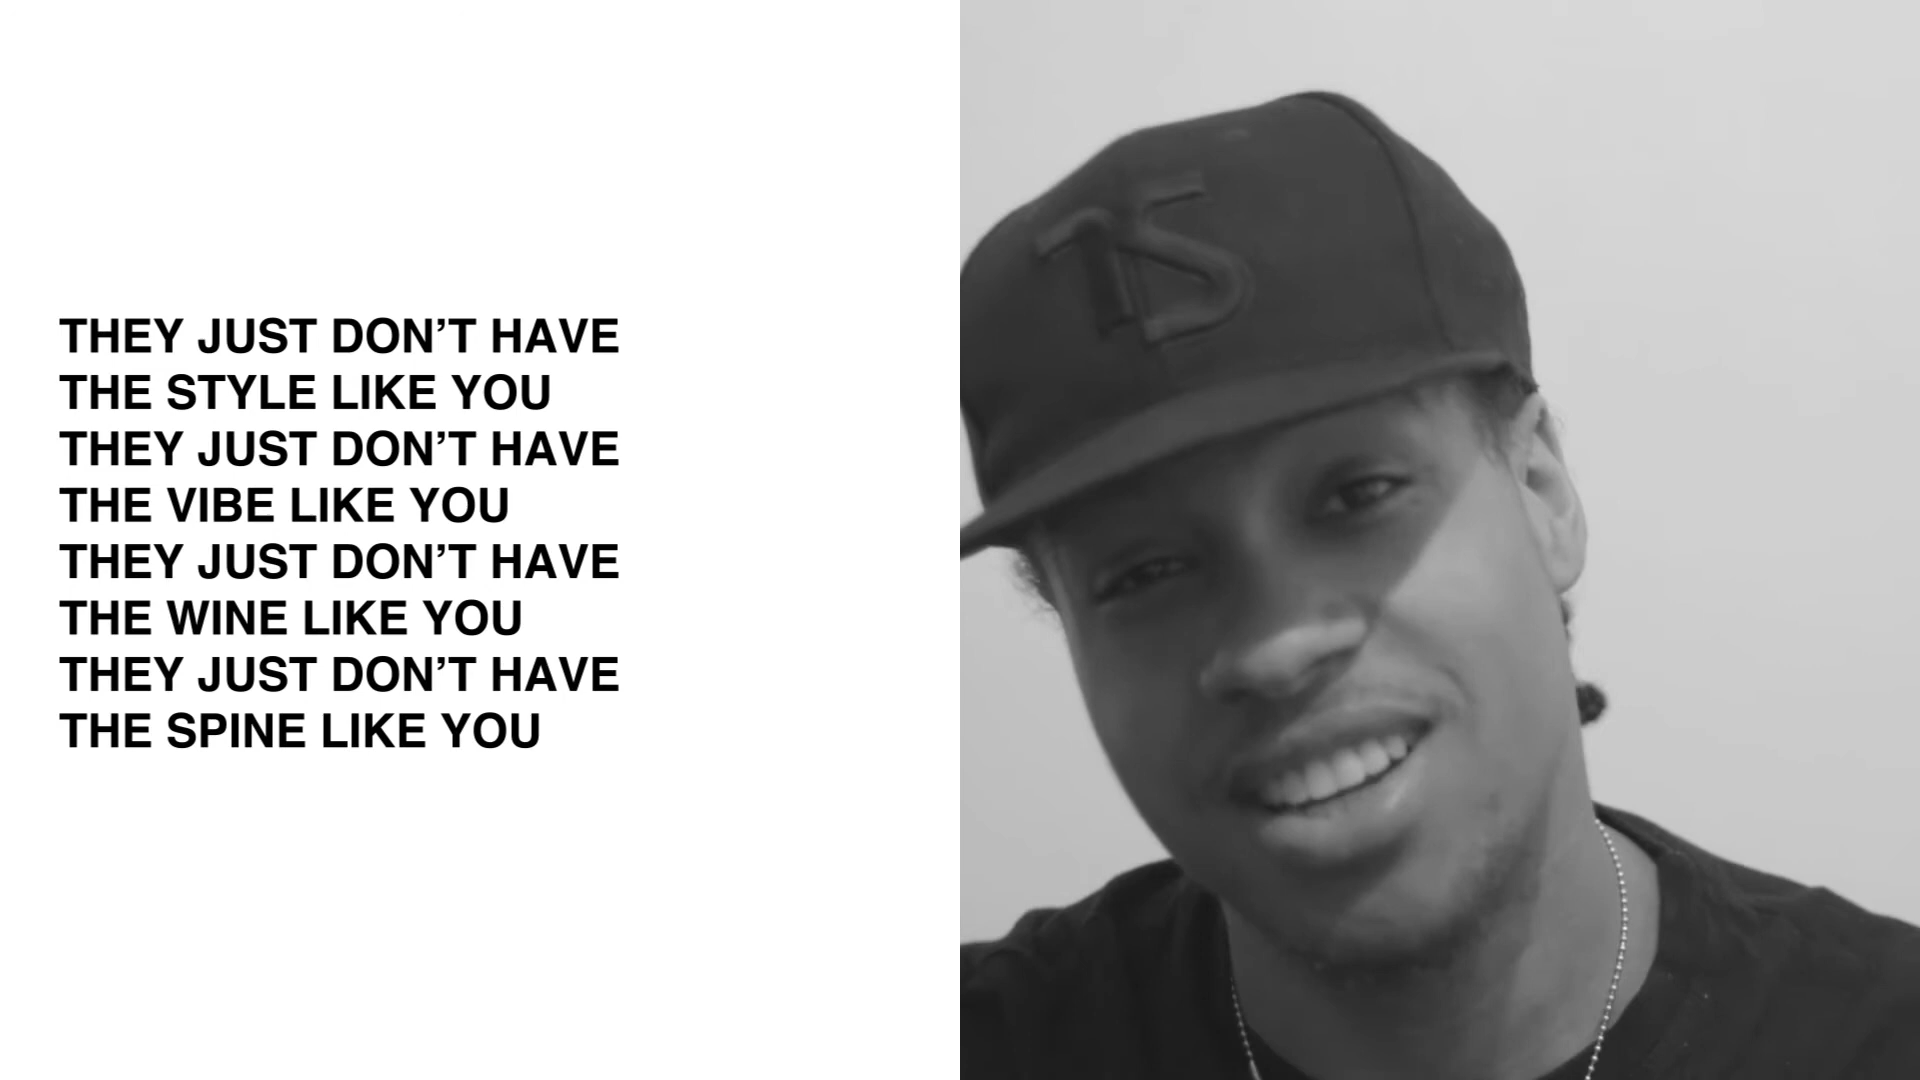 THEY JUST DON’T HAVE
THE STYLE LIKE YOU
THEY JUST DON’T HAVE
THE VIBE LIKE YOU
THEY JUST DON’T HAVE
THE WINE LIKE YOU
THEY JUST DON’T HAVE
THE SPINE LIKE YOU
TS